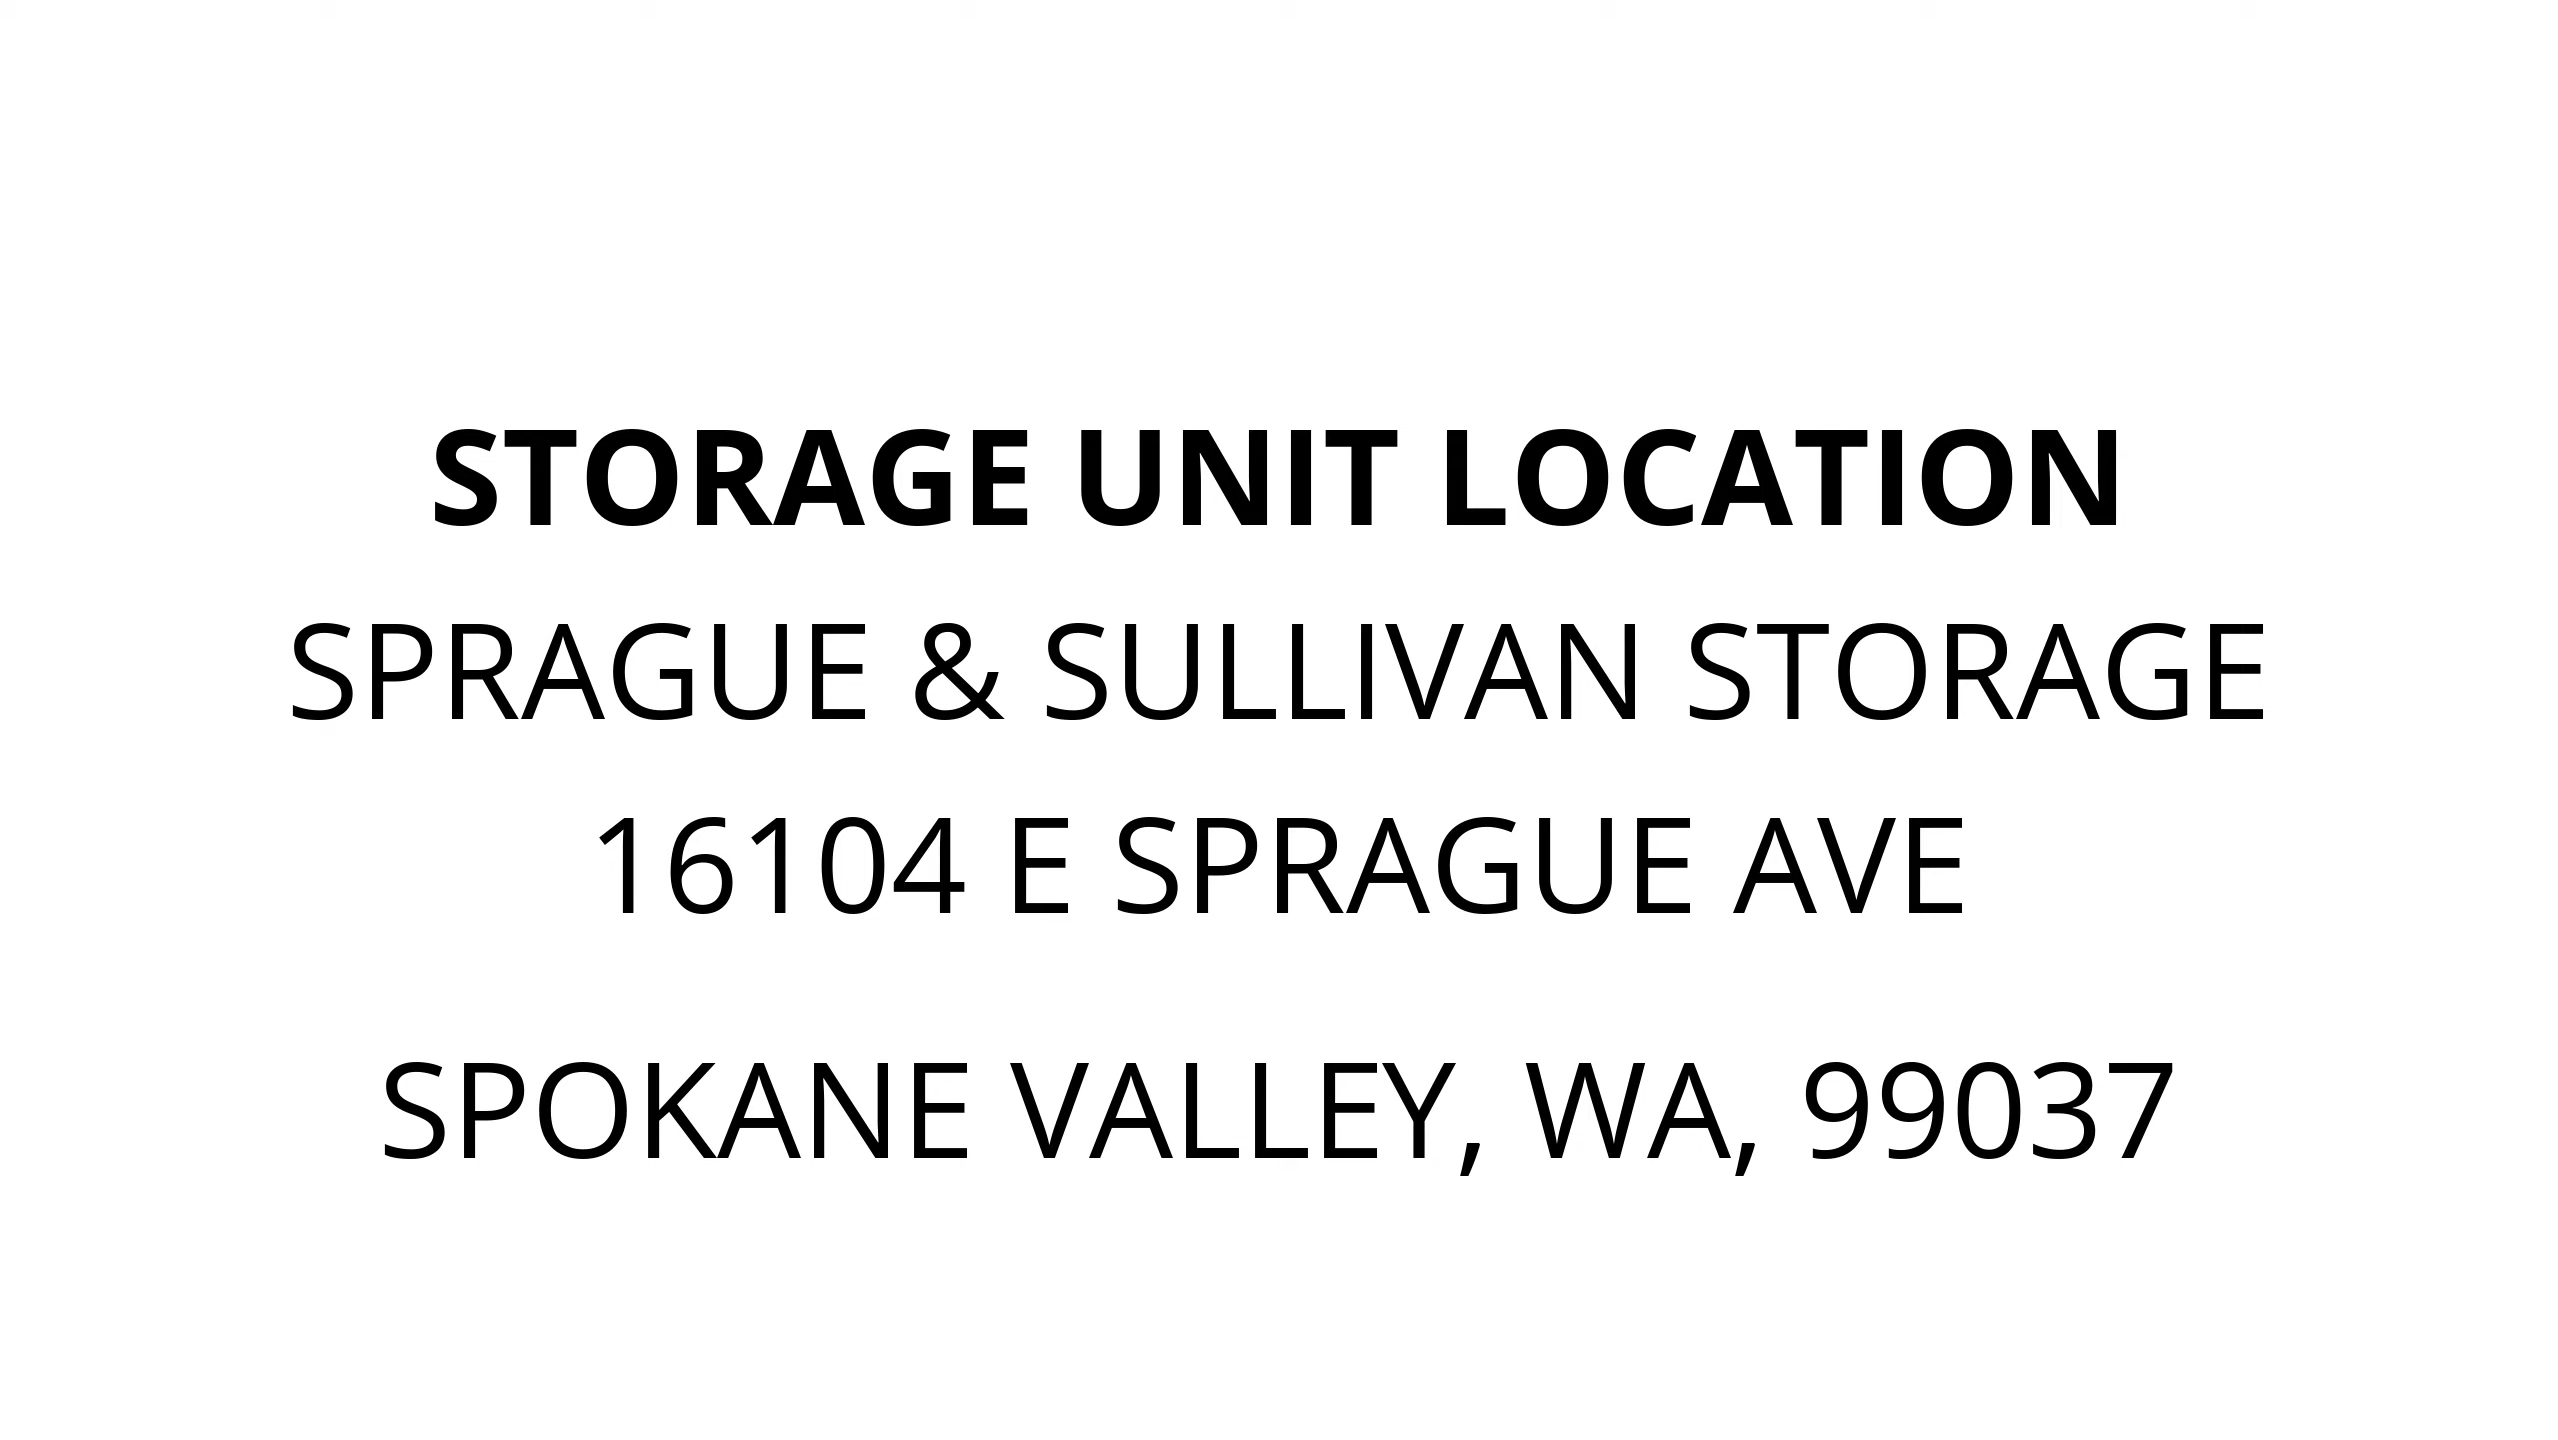 STORAGE UNIT LOCATION
SPRAGUE & SULLIVAN STORAGE
16104 E SPRAGUE AVE
SPOKANE VALLEY, WA, 99037